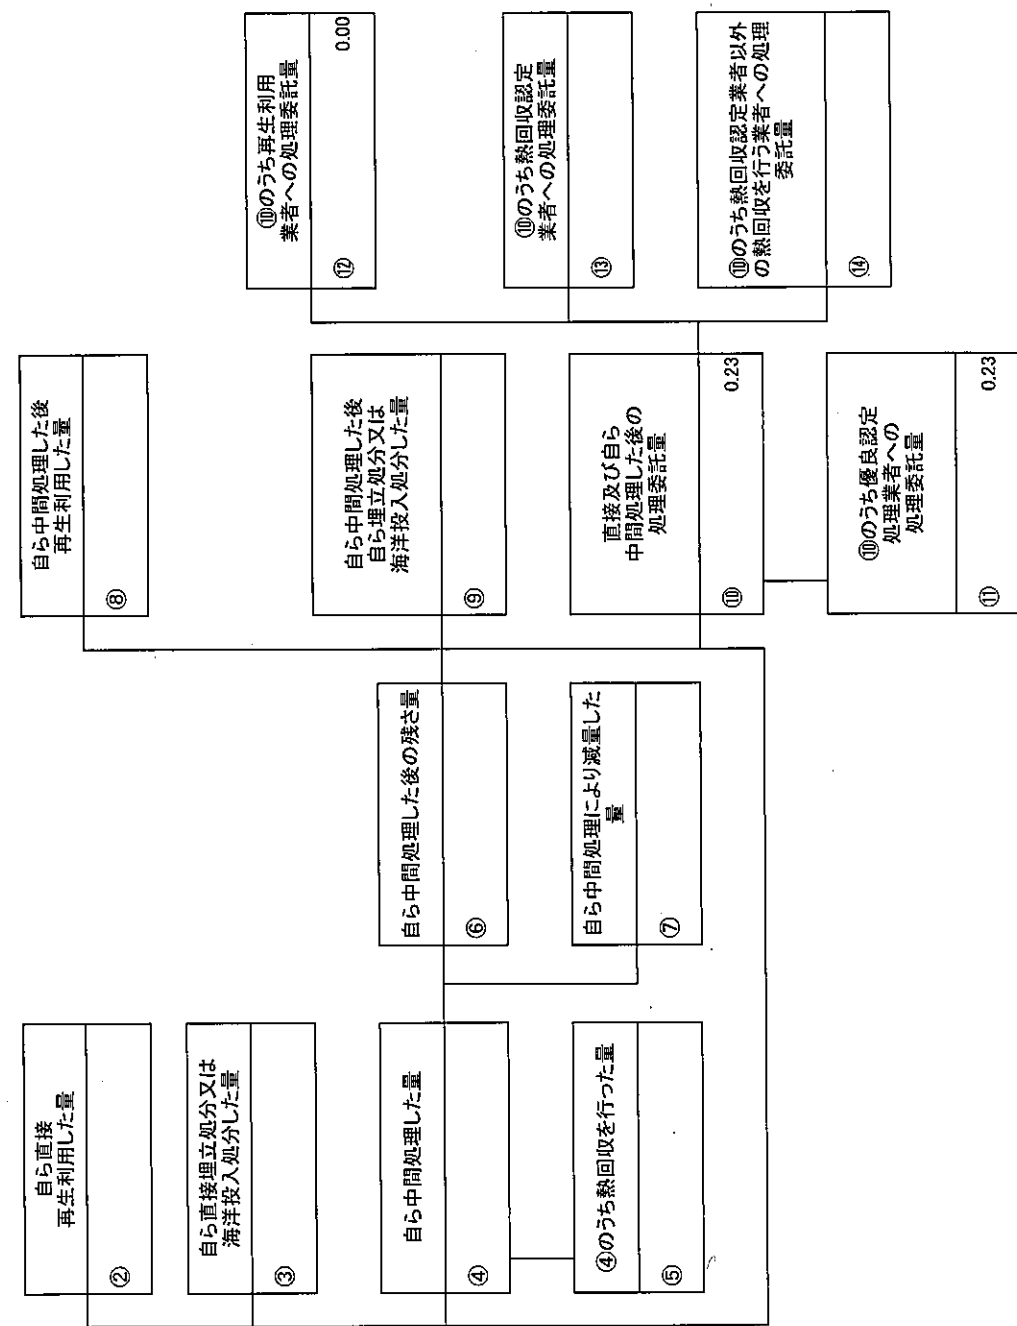 自ら直接
再生利用した量
②
自ら直接埋立処分又は
海洋投入処分した量
③
自ら中間処理した量
④
④のうち熱回収を行った量
⑤
自ら中間処理した後の残さ量
⑥
自ら中間処理により減量した
量
⑦
自ら中間処理した後
再生利用した量
⑧
自ら中間処理した後
自ら埋立処分又は
海洋投入処分した量
⑨
直接及び自ら
中間処理した後の
処理委託量
⑩ 0.23
⑩のうち優良認定
処理業者への
処理委託量
⑪ 0.23
⑩のうち再生利用
業者への処理委託量
⑫ 0.00
⑩のうち熱回収認定
業者への処理委託量
⑬
⑩のうち熱回収認定業者以外
の熱回収を行う業者への処理
委託量
⑭